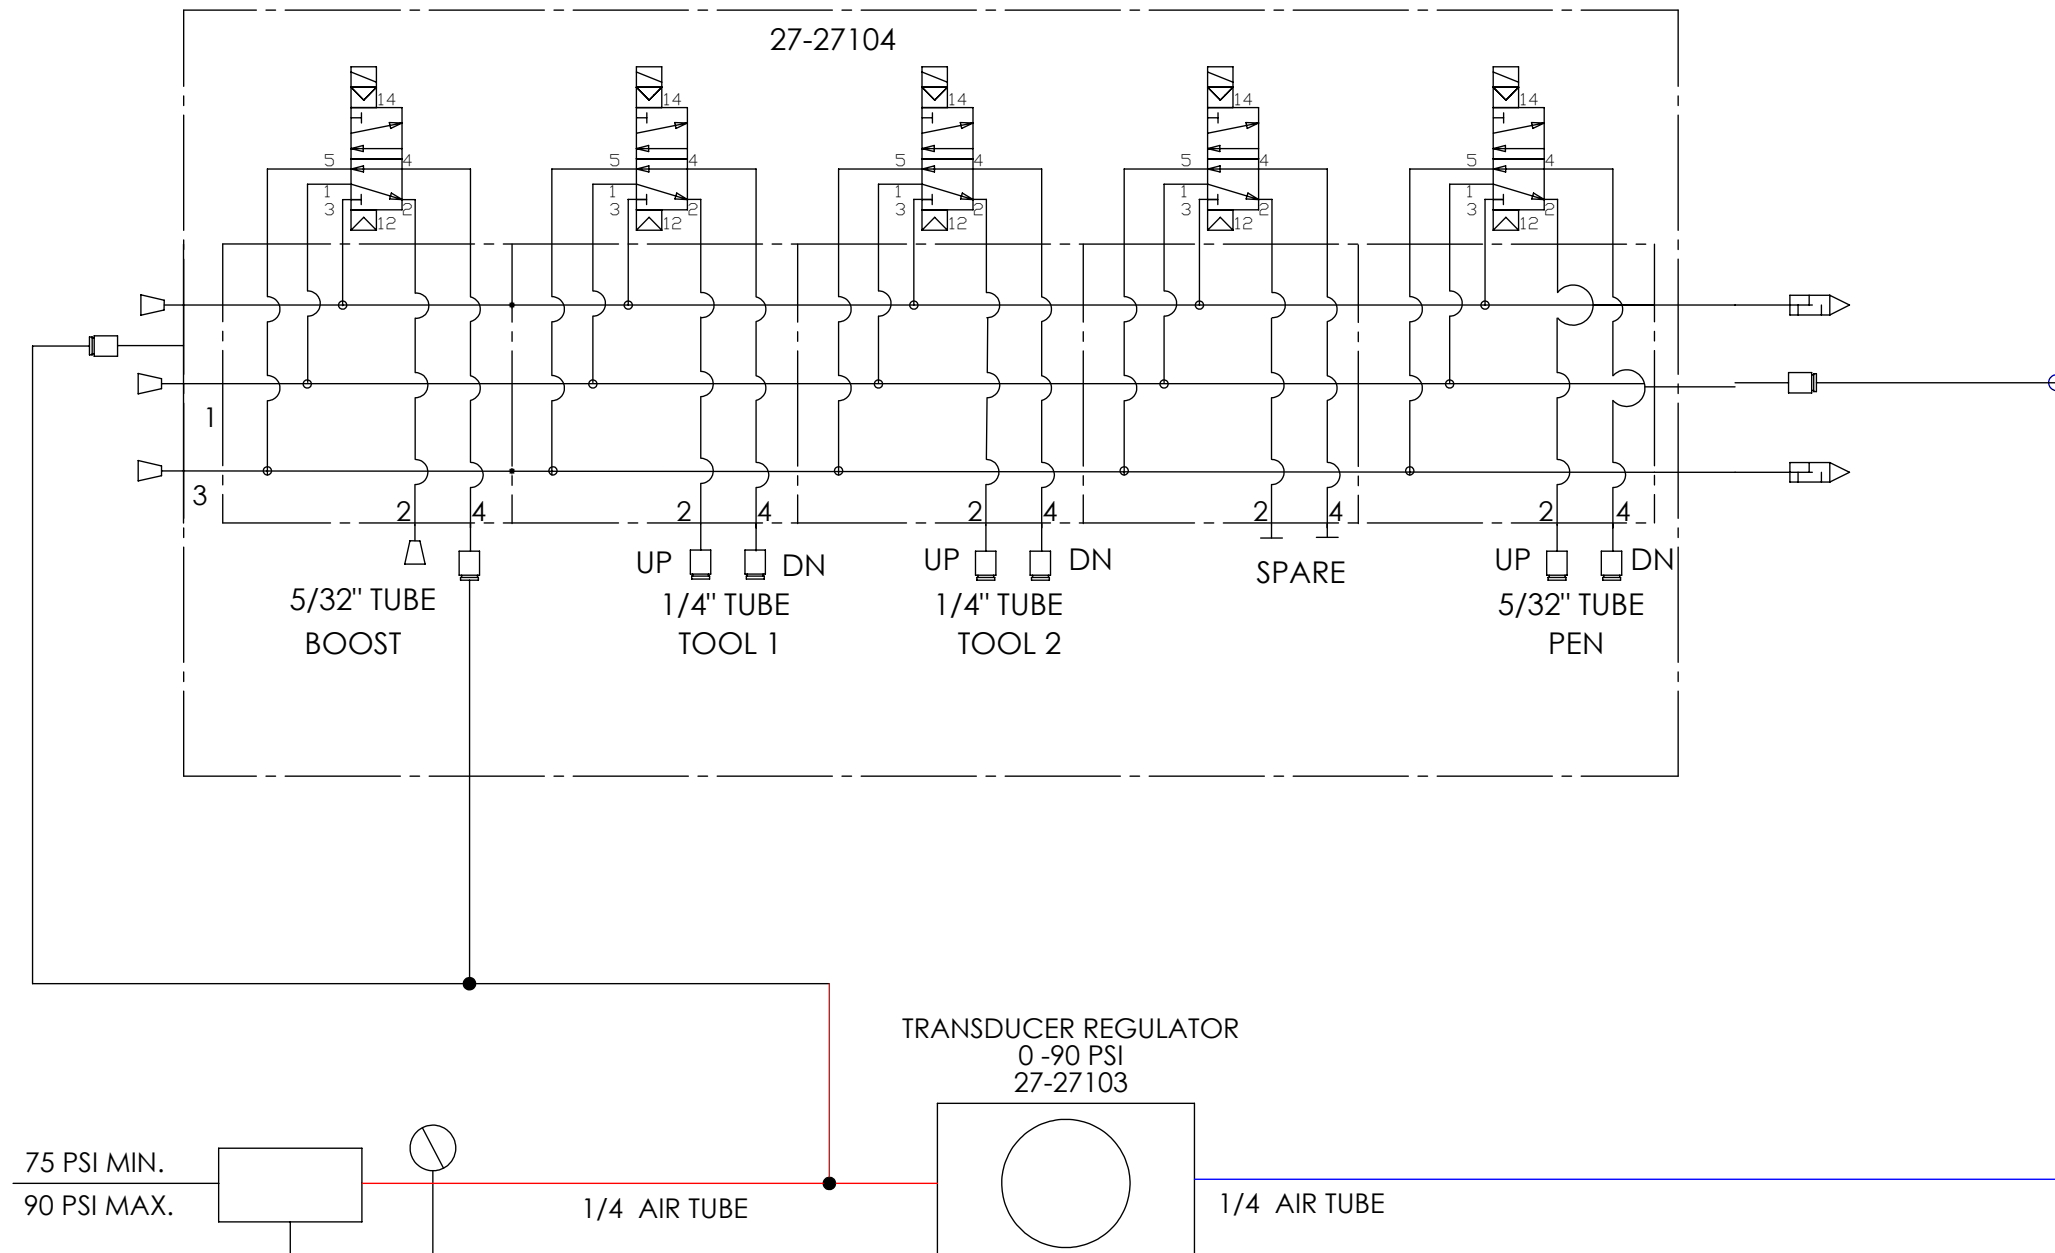 27-27104
14 14 14 14 14
5 4 5 4 5 4 5 4 5 4
1 1 1 1 1
3 2 3 2 3 2 3 2 3 2
12 12 12 12 12
1
3
2 4 2 4 2 4 2 4 2 4
UP DN UP DN SPARE UP DN
5/32" TUBE 1/4" TUBE 1/4" TUBE 5/32" TUBE
BOOST TOOL 1 TOOL 2 PEN
TRANSDUCER REGULATOR
0 -90 PSI
27-27103
75 PSI MIN.
90 PSI MAX.
1/4 AIR TUBE 1/4 AIR TUBE